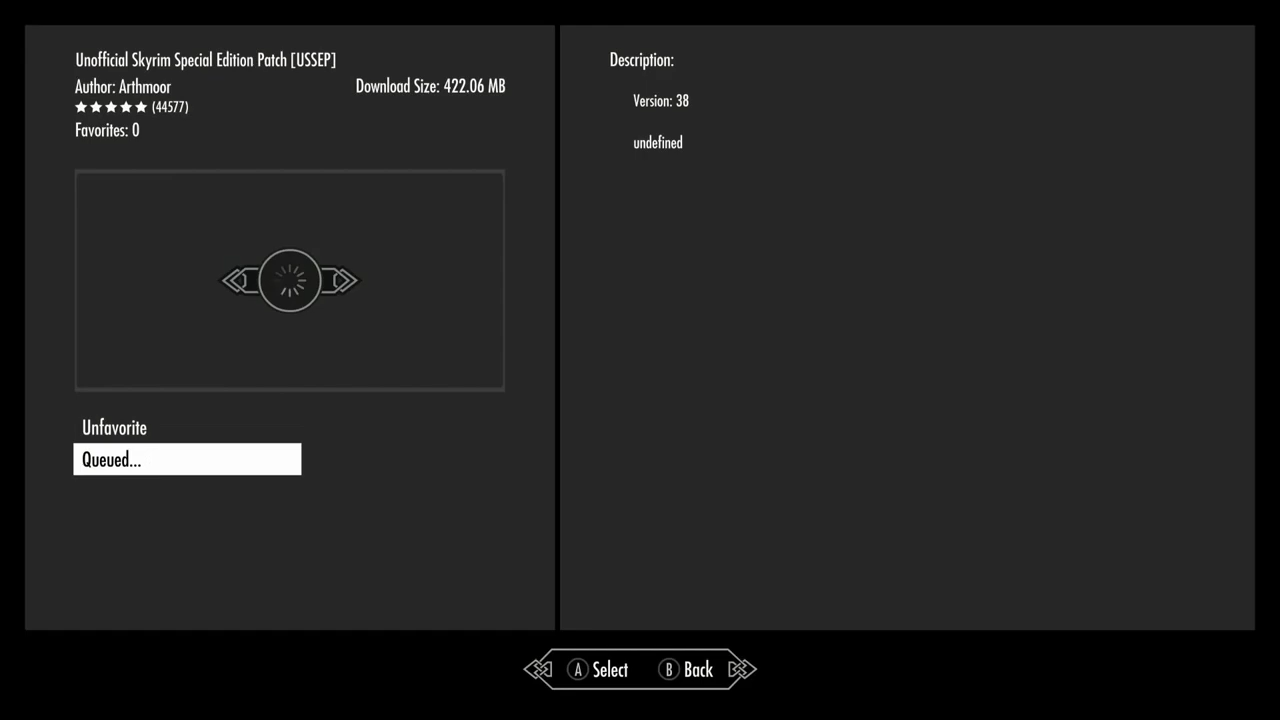 Unofficial Skyrim Special Edition Patch [USSEP]
Author: Arthmoor
Download Size: 422.06 MB
(44577)
Favorites: 0
Unfavorite
Queued...
Description:
Version: 38
undefined
A Select B Back